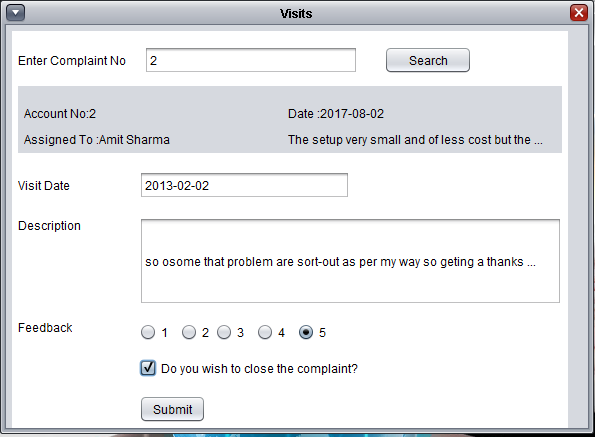 Visits
Enter Complaint No 2 Search
Account No:2 Date :2017-08-02
Assigned To :Amit Sharma The setup very small and of less cost but the ...
Visit Date 2013-02-02
Description
so osome that problem are sort-out as per my way so geting a thanks ...
Feedback 1 2 3 4 5
Do you wish to close the complaint?
Submit